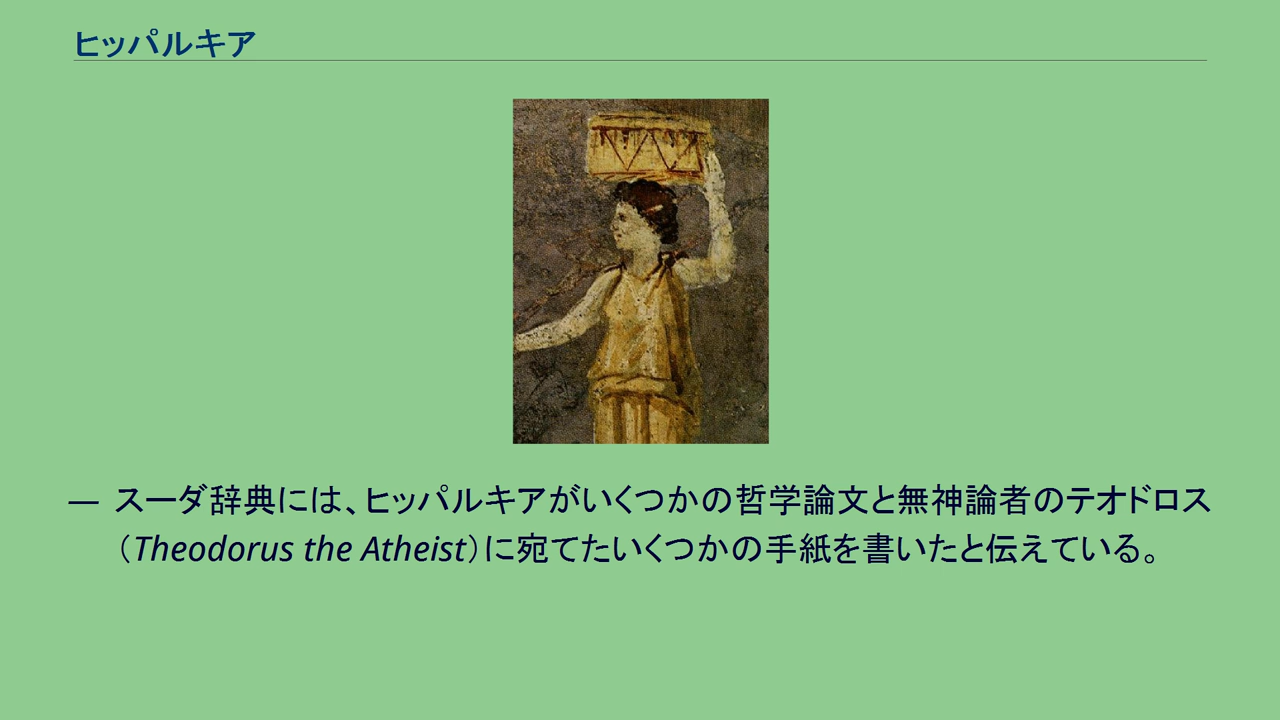 ヒッパルキア
— スーダ辞典には、ヒッパルキアがいくつかの哲学論文と無神論者のテオドロス
（Theodorus the Atheist）に宛てたいくつかの手紙を書いたと伝えている。